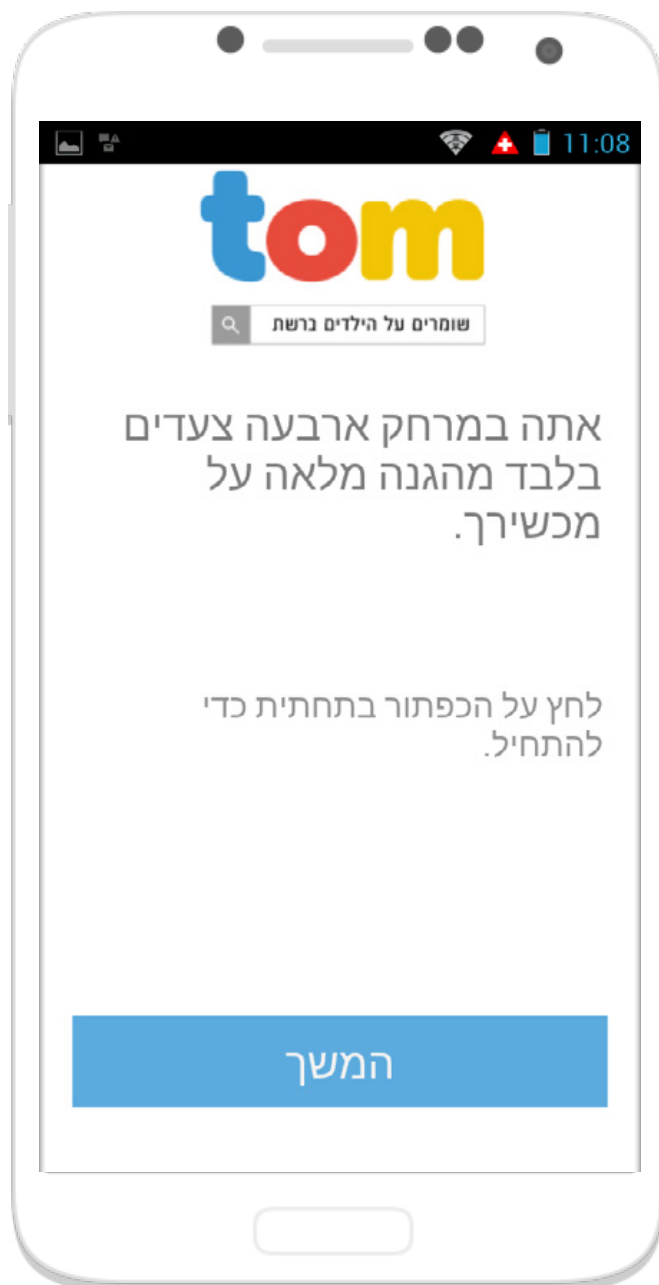 11:08
tom
שומרים על הילדים ברשת
אתה במרחק ארבעה צעדים
בלבד מהגנה מלאה על
מכשירך.
לחץ על הכפתור בתחתית כדי
להתחיל.
המשך